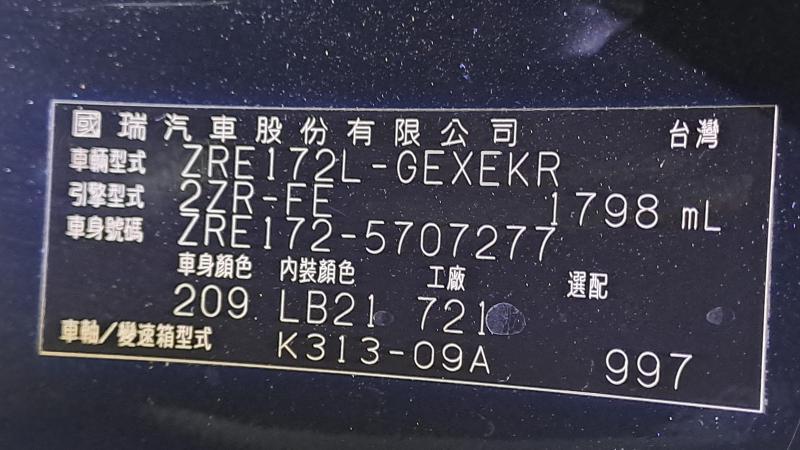 國瑞汽車股份有限公司 台灣
車輛型式 ZRE172L-GEXEKR
引擎型式 2ZR-FE 1798 mL
車身號碼 ZRE172-5707277
車身顏色 內裝顏色 工廠 選配
209 LB21 721
車軸/變速箱型式 K313-09A 997